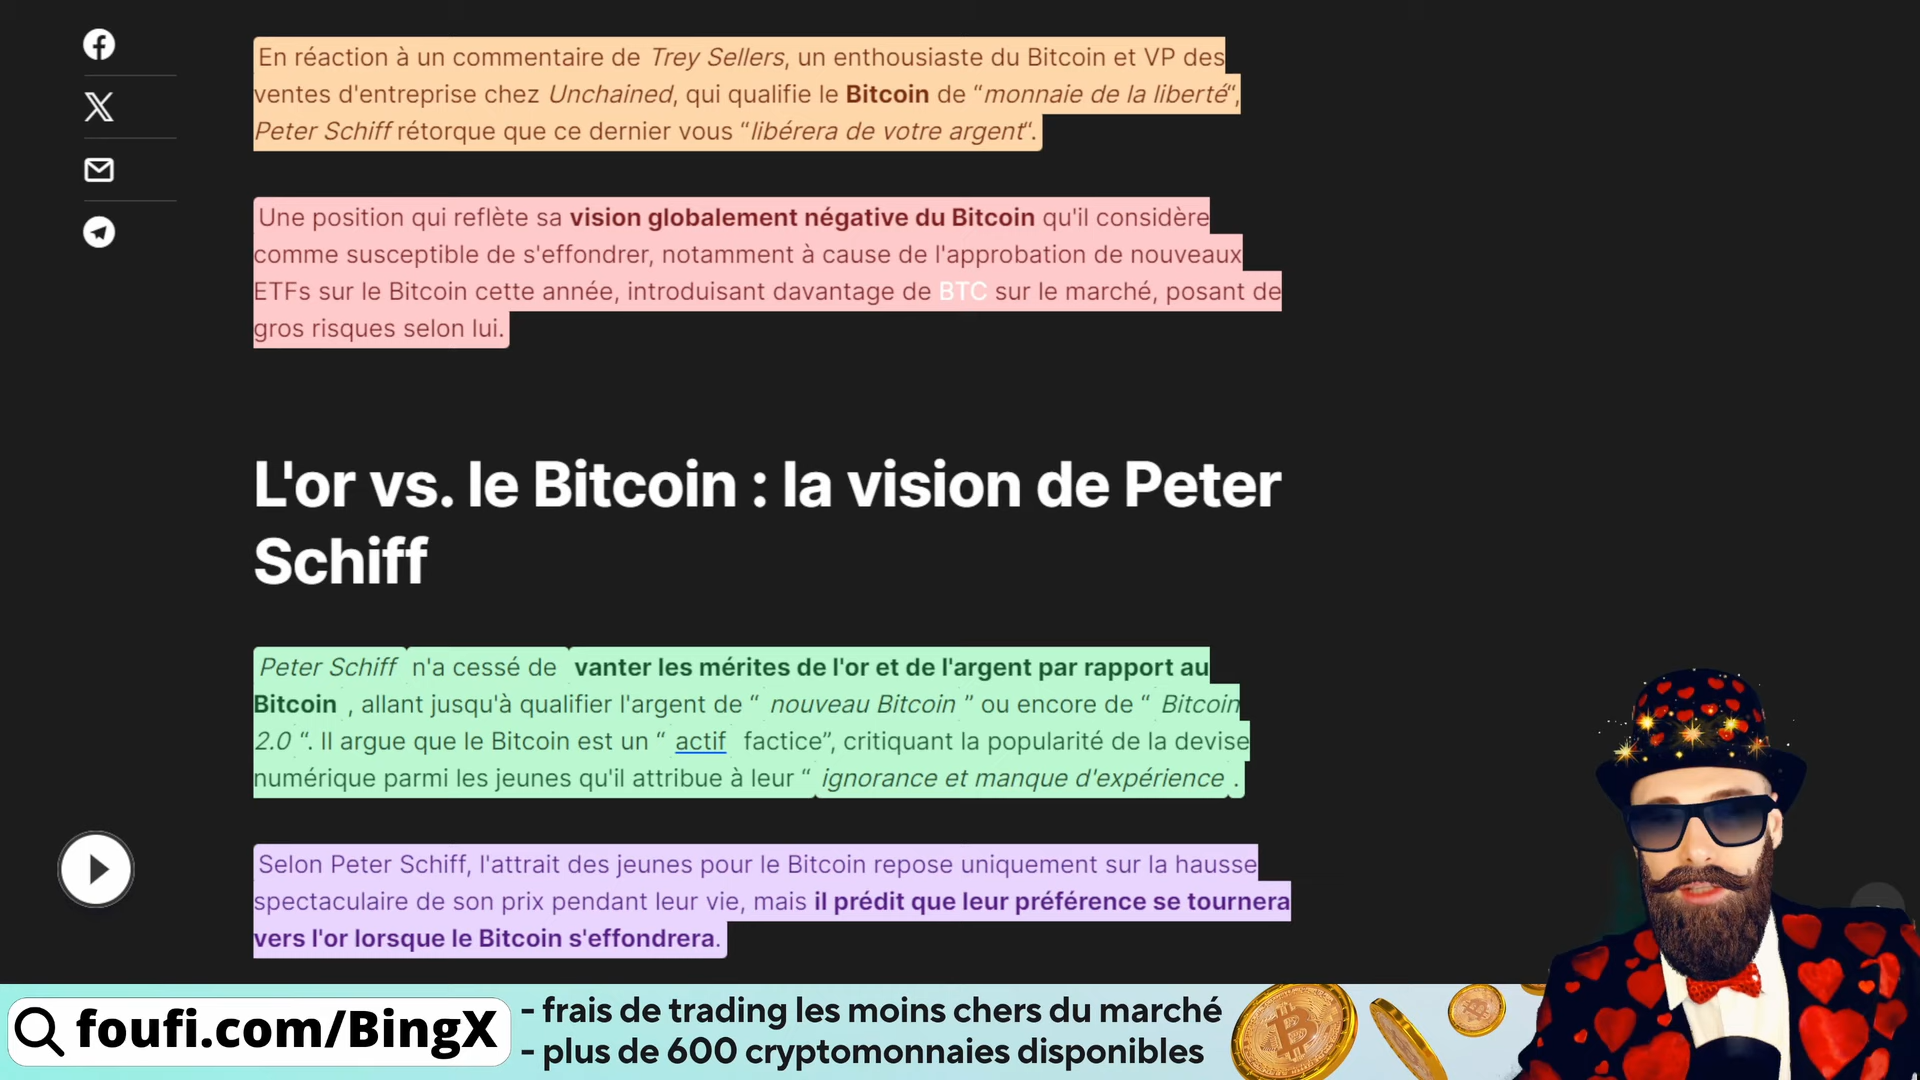 En réaction à un commentaire de Trey Sellers, un enthousiaste du Bitcoin et VP des
ventes d'entreprise chez Unchained, qui qualifie le Bitcoin de “monnaie de la liberté“,
Peter Schiff rétorque que ce dernier vous “libérera de votre argent“.
Une position qui reflète sa vision globalement négative du Bitcoin qu'il considère
comme susceptible de s'effondrer, notamment à cause de l'approbation de nouveaux
ETFs sur le Bitcoin cette année, introduisant davantage de BTC sur le marché, posant de
gros risques selon lui.
L'or vs. le Bitcoin : la vision de Peter
Schiff
Peter Schiff n'a cessé de vanter les mérites de l'or et de l'argent par rapport au
Bitcoin , allant jusqu'à qualifier l'argent de “ nouveau Bitcoin ” ou encore de “ Bitcoin
2.0 “. Il argue que le Bitcoin est un “ actif factice”, critiquant la popularité de la devise
numérique parmi les jeunes qu'il attribue à leur “ ignorance et manque d'expérience .
Selon Peter Schiff, l'attrait des jeunes pour le Bitcoin repose uniquement sur la hausse
spectaculaire de son prix pendant leur vie, mais il prédit que leur préférence se tournera
vers l'or lorsque le Bitcoin s'effondrera.
foufi.com/BingX
- frais de trading les moins chers du marché
- plus de 600 cryptomonnaies disponibles